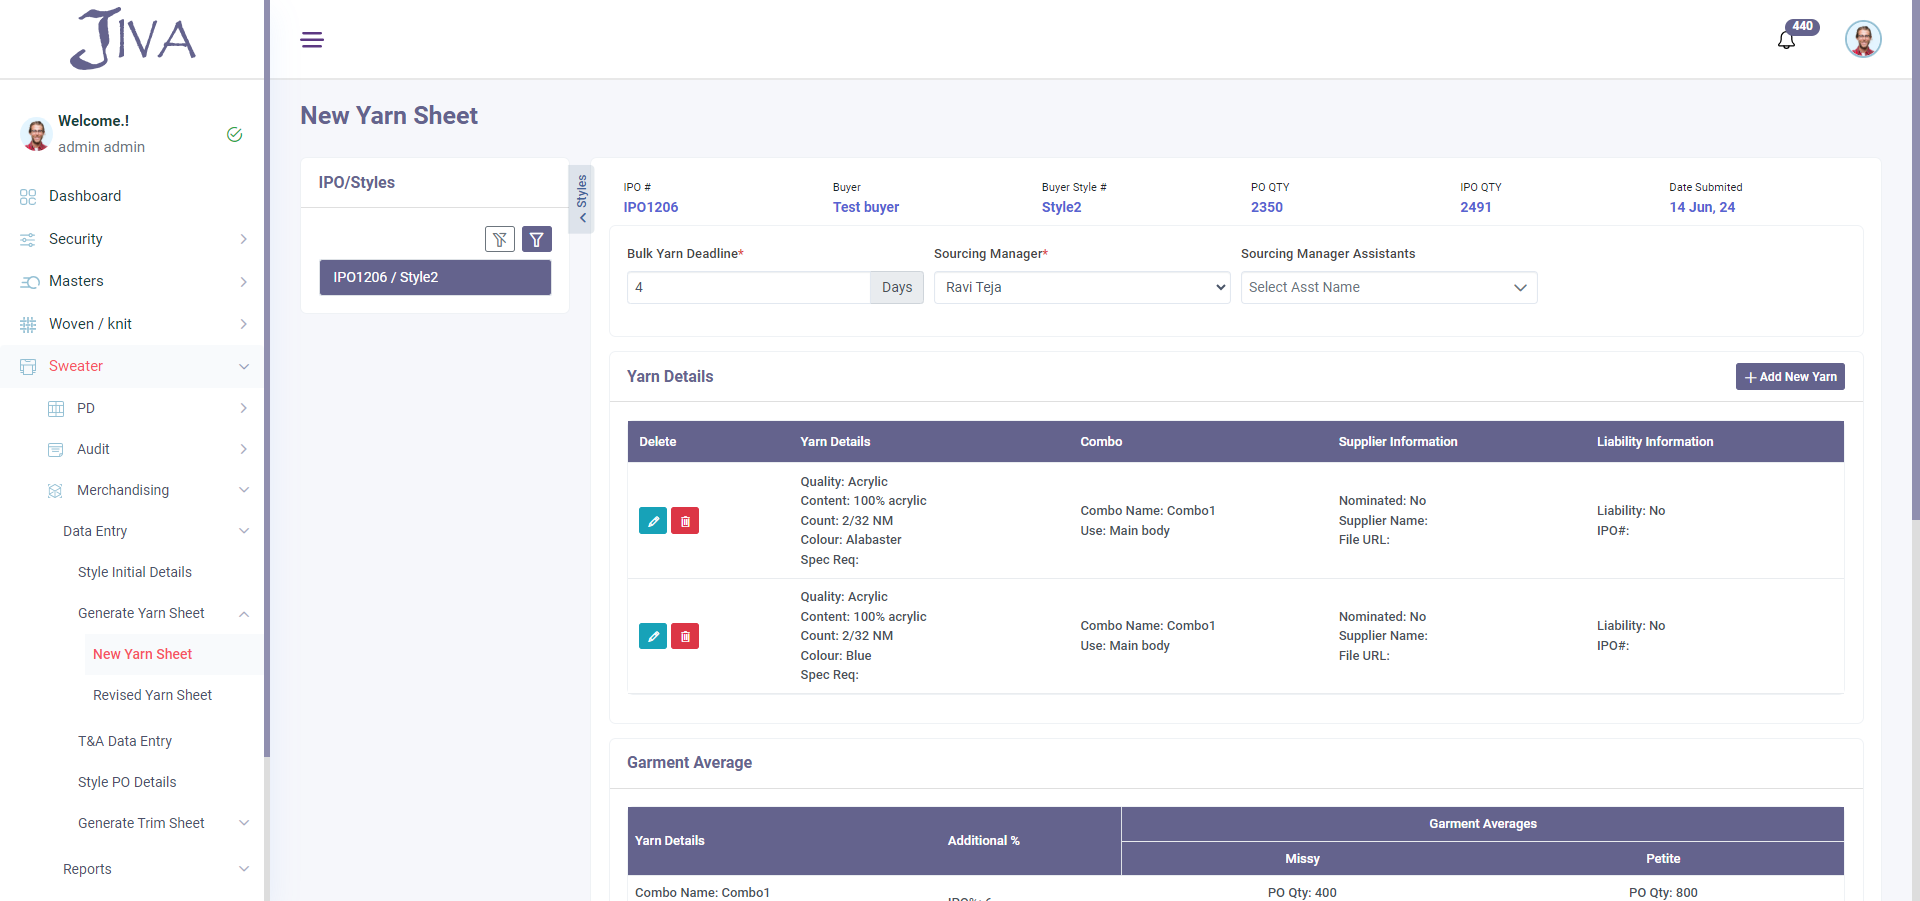 JIVA
440
Welcome.!
admin admin
Dashboard
Security
Masters
Woven / knit
Sweater
PD
Audit
Merchandising
Data Entry
Style Initial Details
Generate Yarn Sheet
New Yarn Sheet
Revised Yarn Sheet
T&A Data Entry
Style PO Details
Generate Trim Sheet
Reports
New Yarn Sheet
IPO/Styles
IPO1206 / Style2
Styles
IPO # Buyer Buyer Style # PO QTY IPO QTY Date Submited
IPO1206 Test buyer Style2 2350 2491 14 Jun, 24
Bulk Yarn Deadline* Sourcing Manager* Sourcing Manager Assistants
4 Days Ravi Teja Select Asst Name
Yarn Details
Add New Yarn
Delete Yarn Details Combo Supplier Information Liability Information
Quality: Acrylic
Content: 100% acrylic
Count: 2/32 NM
Colour: Alabaster
Spec Req:
Combo Name: Combo1
Use: Main body
Nominated: No
Supplier Name:
File URL:
Liability: No
IPO#:
Quality: Acrylic
Content: 100% acrylic
Count: 2/32 NM
Colour: Blue
Spec Req:
Combo Name: Combo1
Use: Main body
Nominated: No
Supplier Name:
File URL:
Liability: No
IPO#:
Garment Average
Yarn Details Additional % Garment Averages
Missy Petite
Combo Name: Combo1 PO Qty: 400 PO Qty: 800